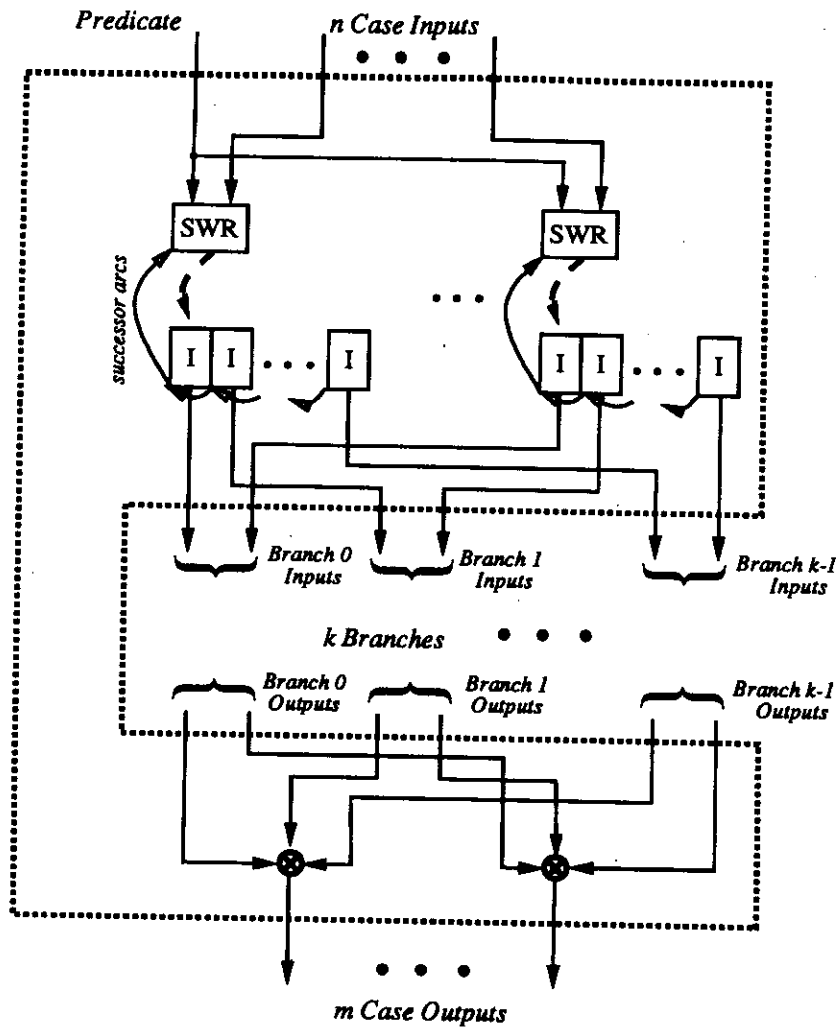 Predicate
n Case Inputs
SWR
SWR
successor arcs
I
I
I
I
I
I
Branch 0
Inputs
Branch 1
Inputs
Branch k-1
Inputs
k Branches
Branch 0
Outputs
Branch 1
Outputs
Branch k-1
Outputs
m Case Outputs